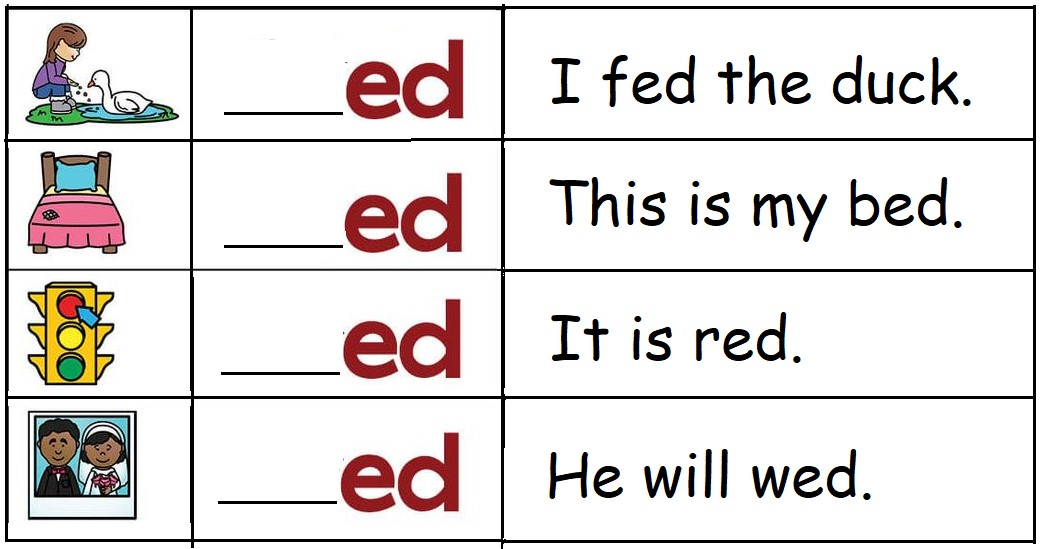 ____ed I fed the duck.
____ed This is my bed.
____ed It is red.
____ed He will wed.